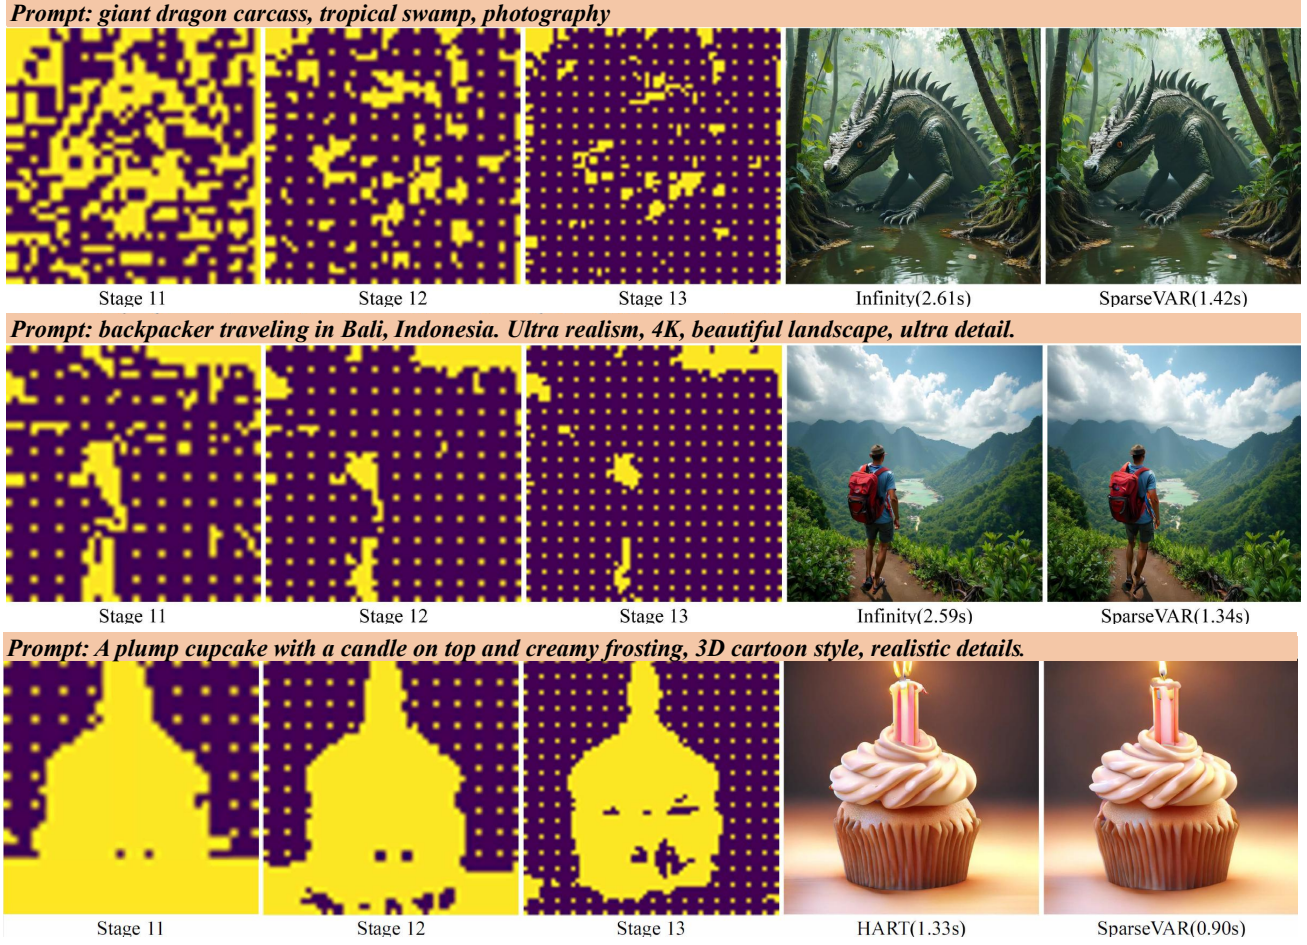 Prompt: giant dragon carcass, tropical swamp, photography
Stage 11 Stage 12 Stage 13 Infinity(2.61s) SparseVAR(1.42s)
Prompt: backpacker traveling in Bali, Indonesia. Ultra realism, 4K, beautiful landscape, ultra detail.
Stage 11 Stage 12 Stage 13 Infinity(2.59s) SparseVAR(1.34s)
Prompt: A plump cupcake with a candle on top and creamy frosting, 3D cartoon style, realistic details.
Stage 11 Stage 12 Stage 13 HART(1.33s) SparseVAR(0.90s)